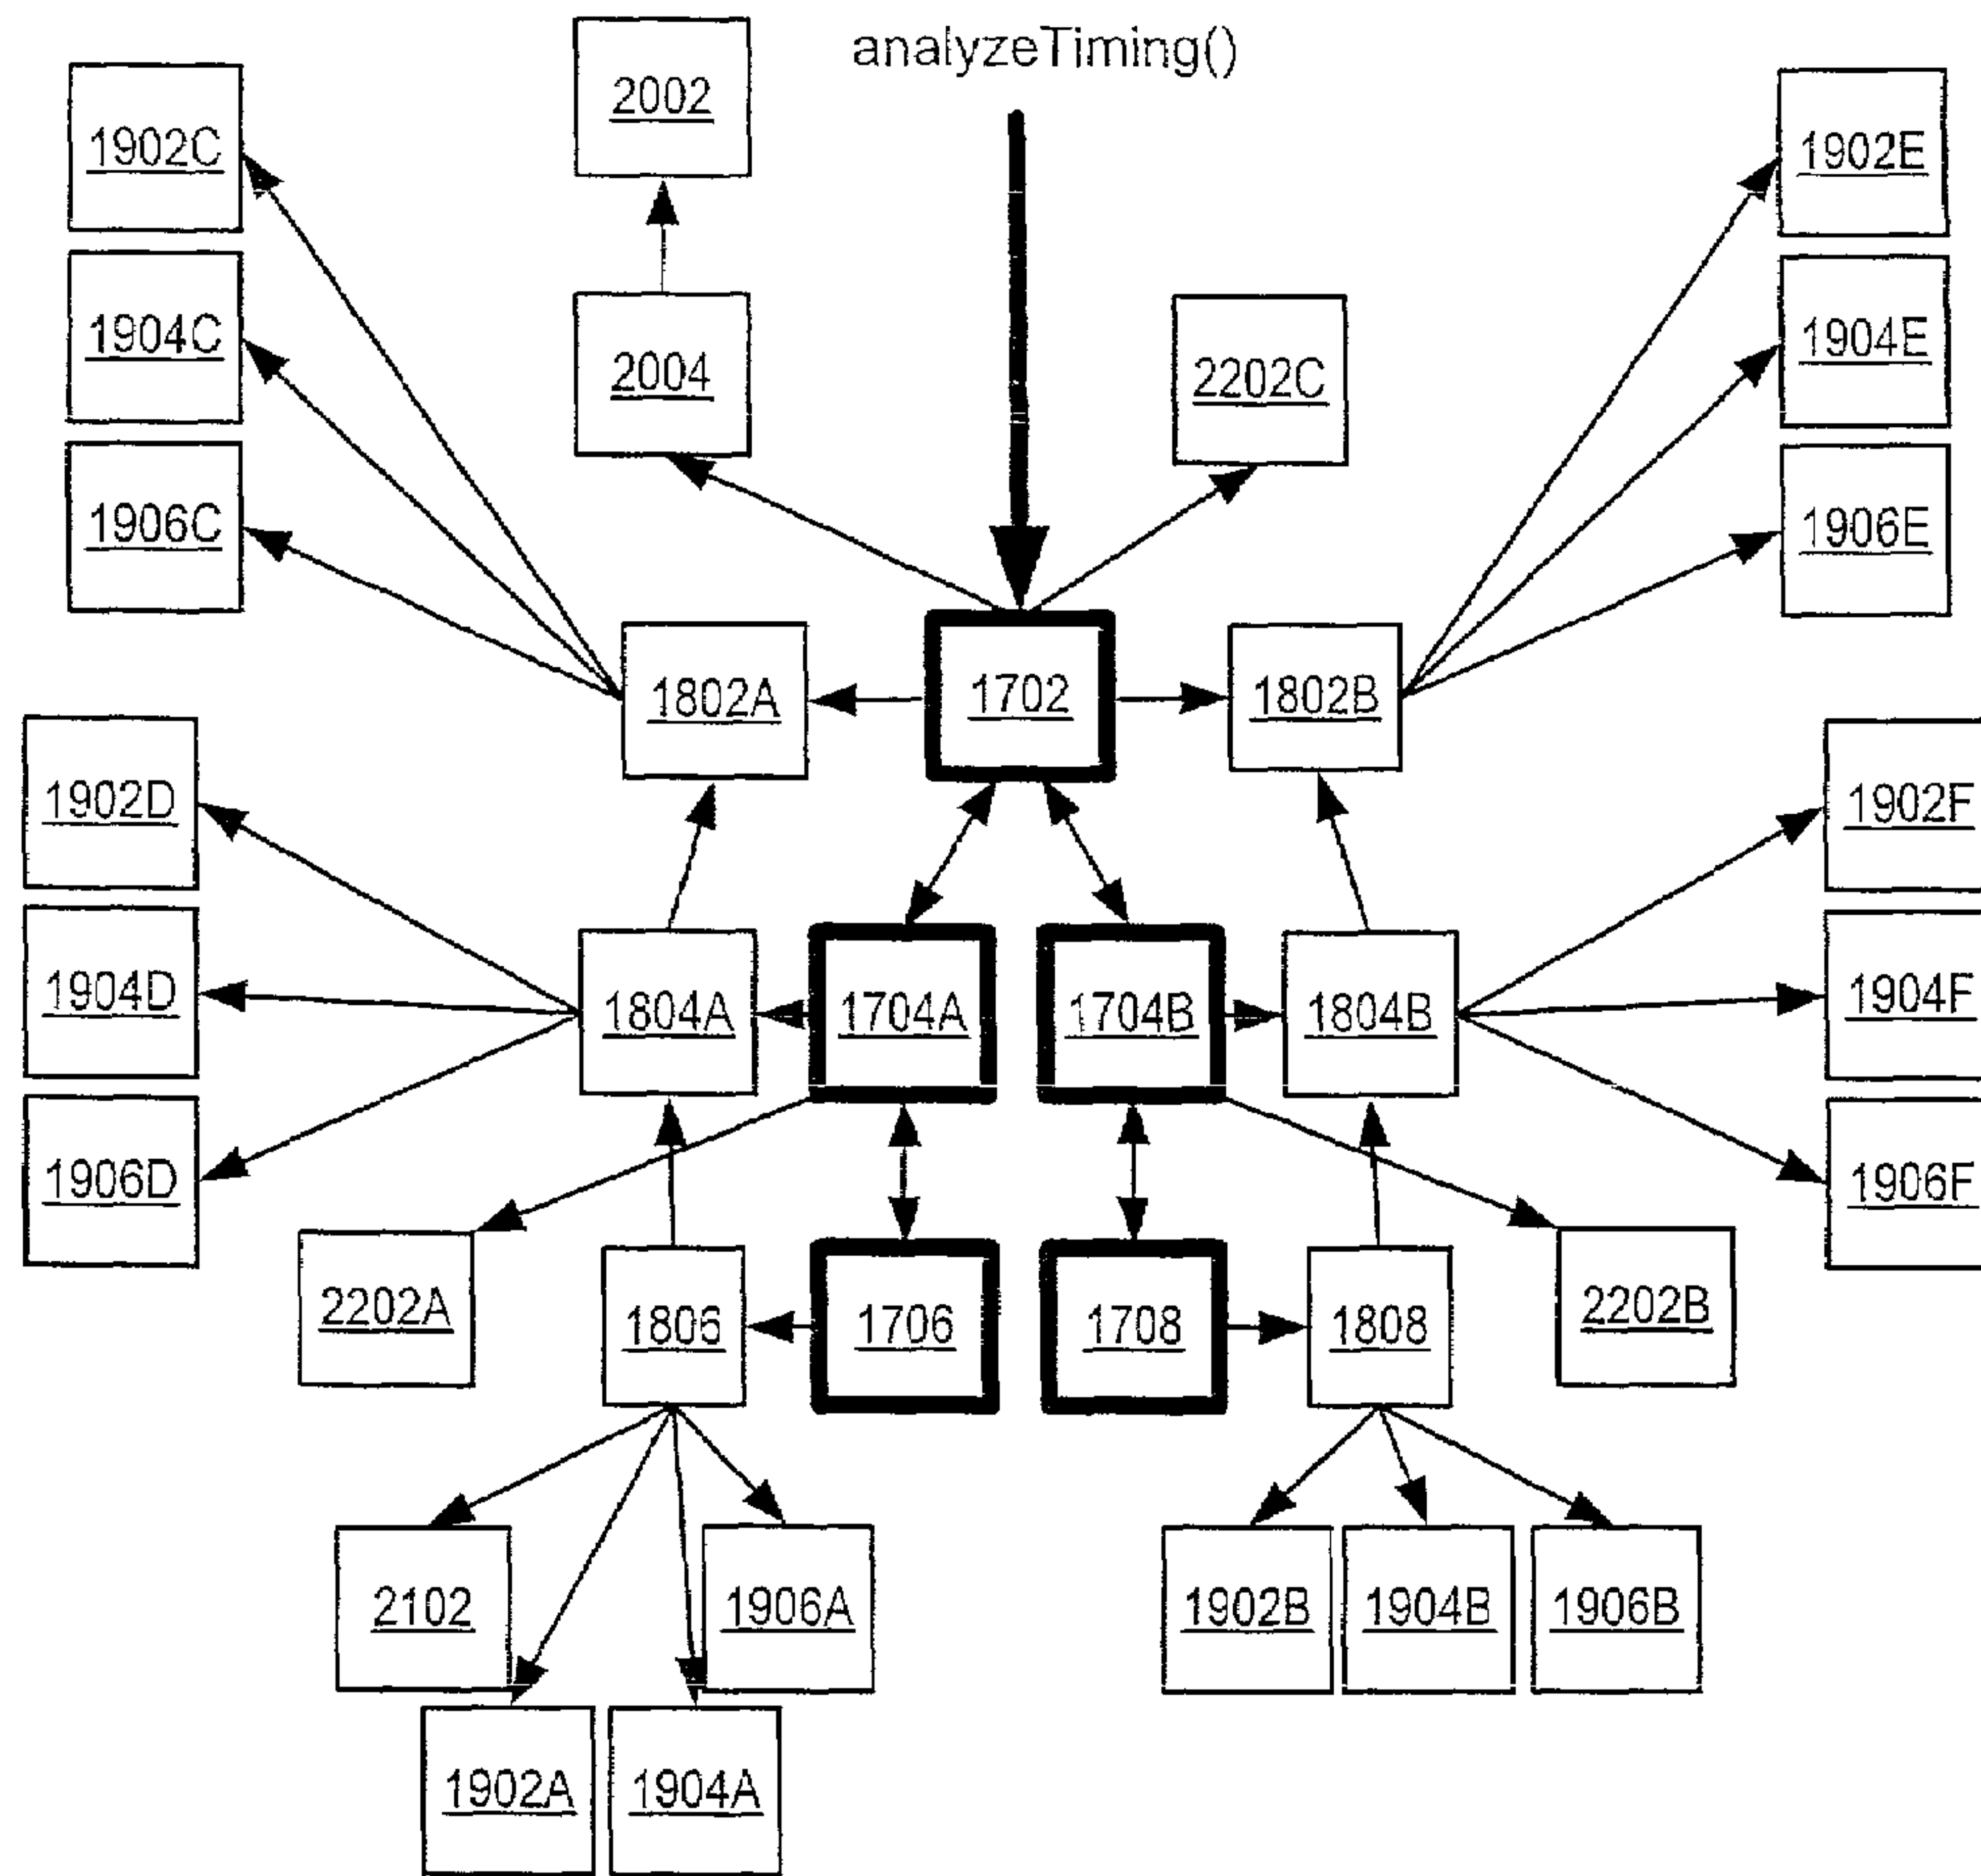 analyzeTiming()
2002
1902C
1902E
1904C
2004
2202C
1904E
1906C
1906E
1802A
1702
1802B
1902D
1902F
1904D
1804A
1704A
1704B
1804B
1904F
1906D
1906F
2202A
1806
1706
1708
1808
2202B
2102
1906A
1902B
1904B
1906B
1902A
1904A